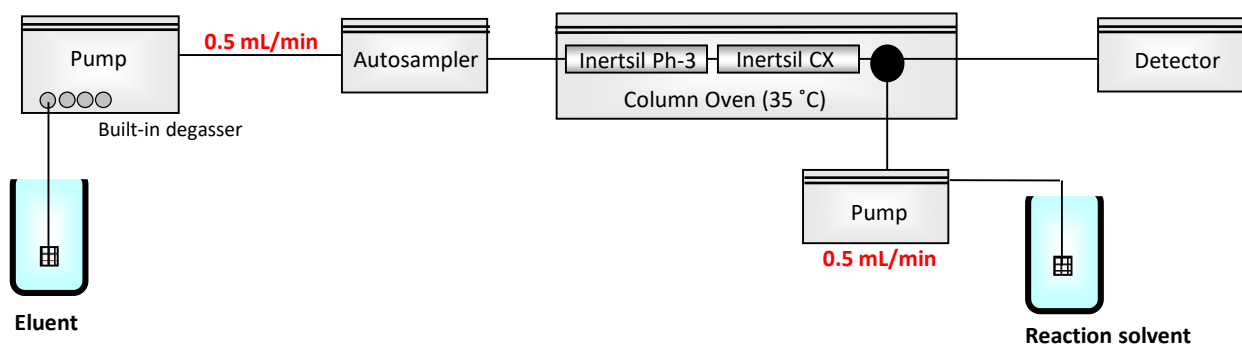 0.5 mL/min
Pump
Autosampler
Inertsil Ph-3
Inertsil CX
Detector
Column Oven (35 ˚C)
Built-in degasser
Pump
0.5 mL/min
Eluent
Reaction solvent